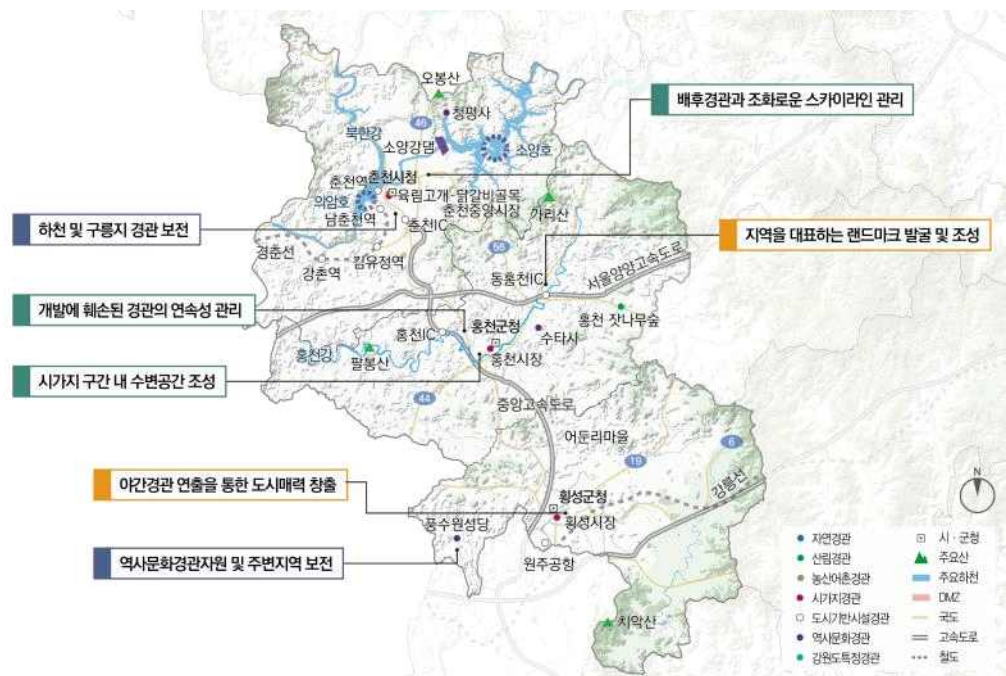 오봉산
배후경관과 조화로운 스카이라인 관리
청평사
46
북한강
소양강댐
소양호
춘천역
춘천시청
육림고개·닭갈비골목
의암호
춘천중앙시장
가리산
남춘천역
춘천IC
하천 및 구릉지 경관 보전
지역을 대표하는 랜드마크 발굴 및 조성
경춘선
김유정역
56
강촌역
동홍천IC
서울양양고속도로
개발에 훼손된 경관의 연속성 관리
홍천 잣나무숲
홍천IC
홍천군청
수타사
홍천강
팔봉산
홍천시장
시가지 구간 내 수변공간 조성
44
중앙고속도로
어둔리마을
6
19
강릉선
야간경관 연출을 통한 도시매력 창출
횡성군청
횡성시장
풍수원성당
원주공항
역사문화경관자원 및 주변지역 보전
치악산
N
자연경관
산림경관
농산어촌경관
시가지경관
도시기반시설경관
역사문화경관
강원도특정경관
시·군청
주요산
주요하천
DMZ
국도
고속도로
철도